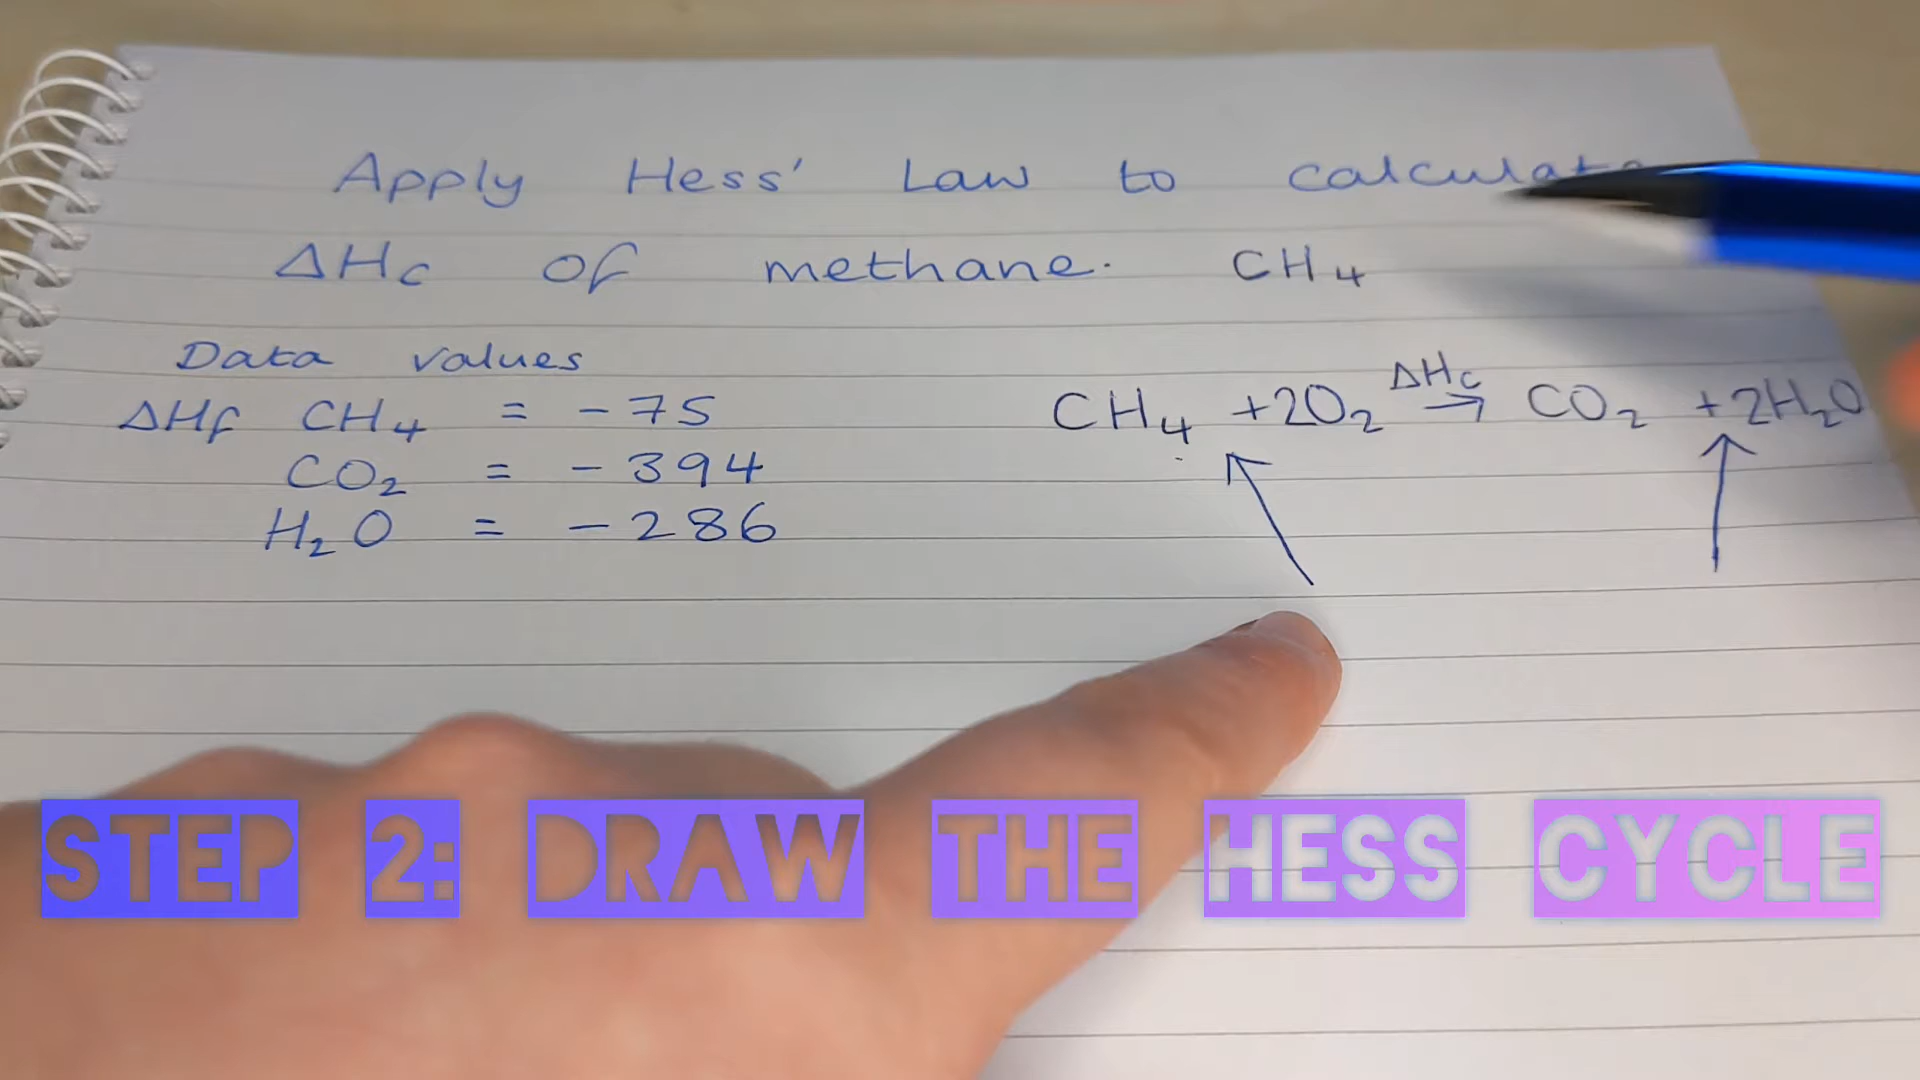 Apply Hess' Law to calculate
ΔHc of methane. CH₄
Data values
ΔHf CH₄ = -75
CO₂ = -394
H₂O = -286
CH₄ +2O₂ ΔHc → CO₂ +2H₂O
STEP 2: DRAW THE HESS CYCLE